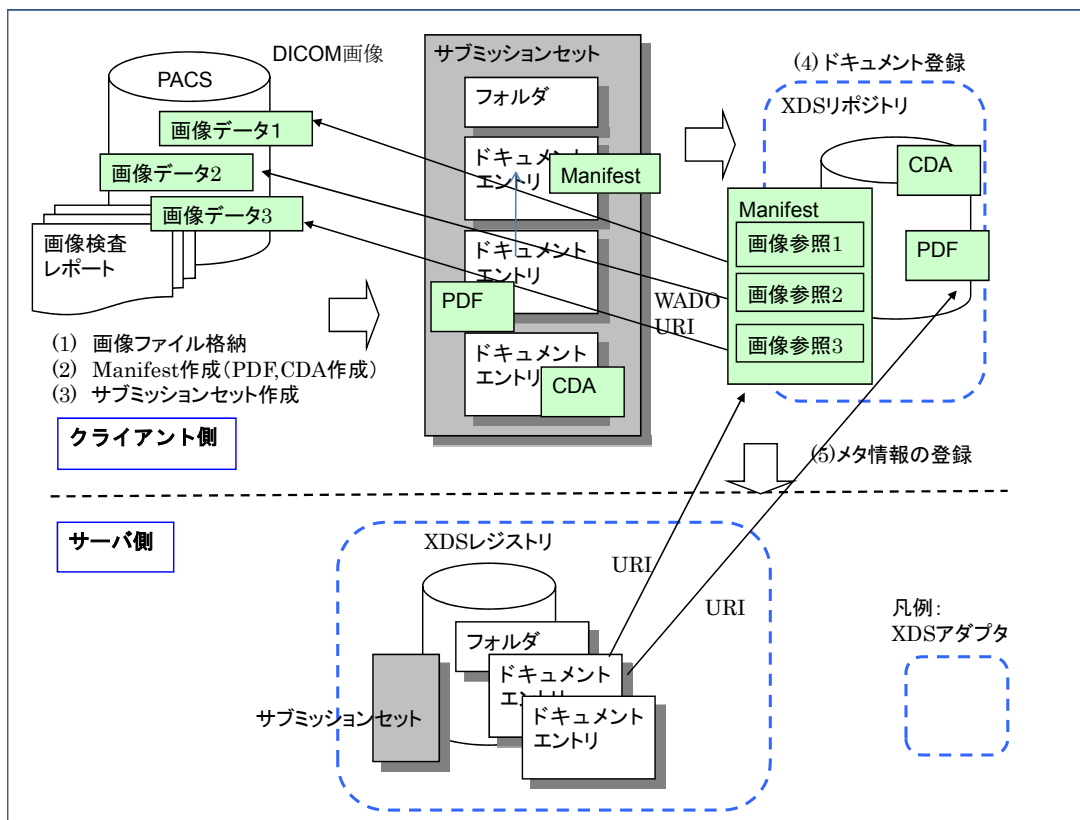 DICOM画像
PACS
画像データ1
画像データ2
画像データ3
画像検査
レポート
(1) 画像ファイル格納
(2) Manifest作成(PDF,CDA作成)
(3) サブミッションセット作成
クライアント側
サブミッションセット
フォルダ
ドキュメント
エントリ
Manifest
ドキュメント
エントリ
PDF
ドキュメント
エントリ
CDA
WADO
URI
(4) ドキュメント登録
XDSリポジトリ
CDA
PDF
Manifest
画像参照1
画像参照2
画像参照3
(5)メタ情報の登録
サーバ側
XDSレジストリ
フォルダ
ドキュメント
エントリ
ドキュメント
エントリ
サブミッションセット
URI
URI
凡例:
XDSアダプタ